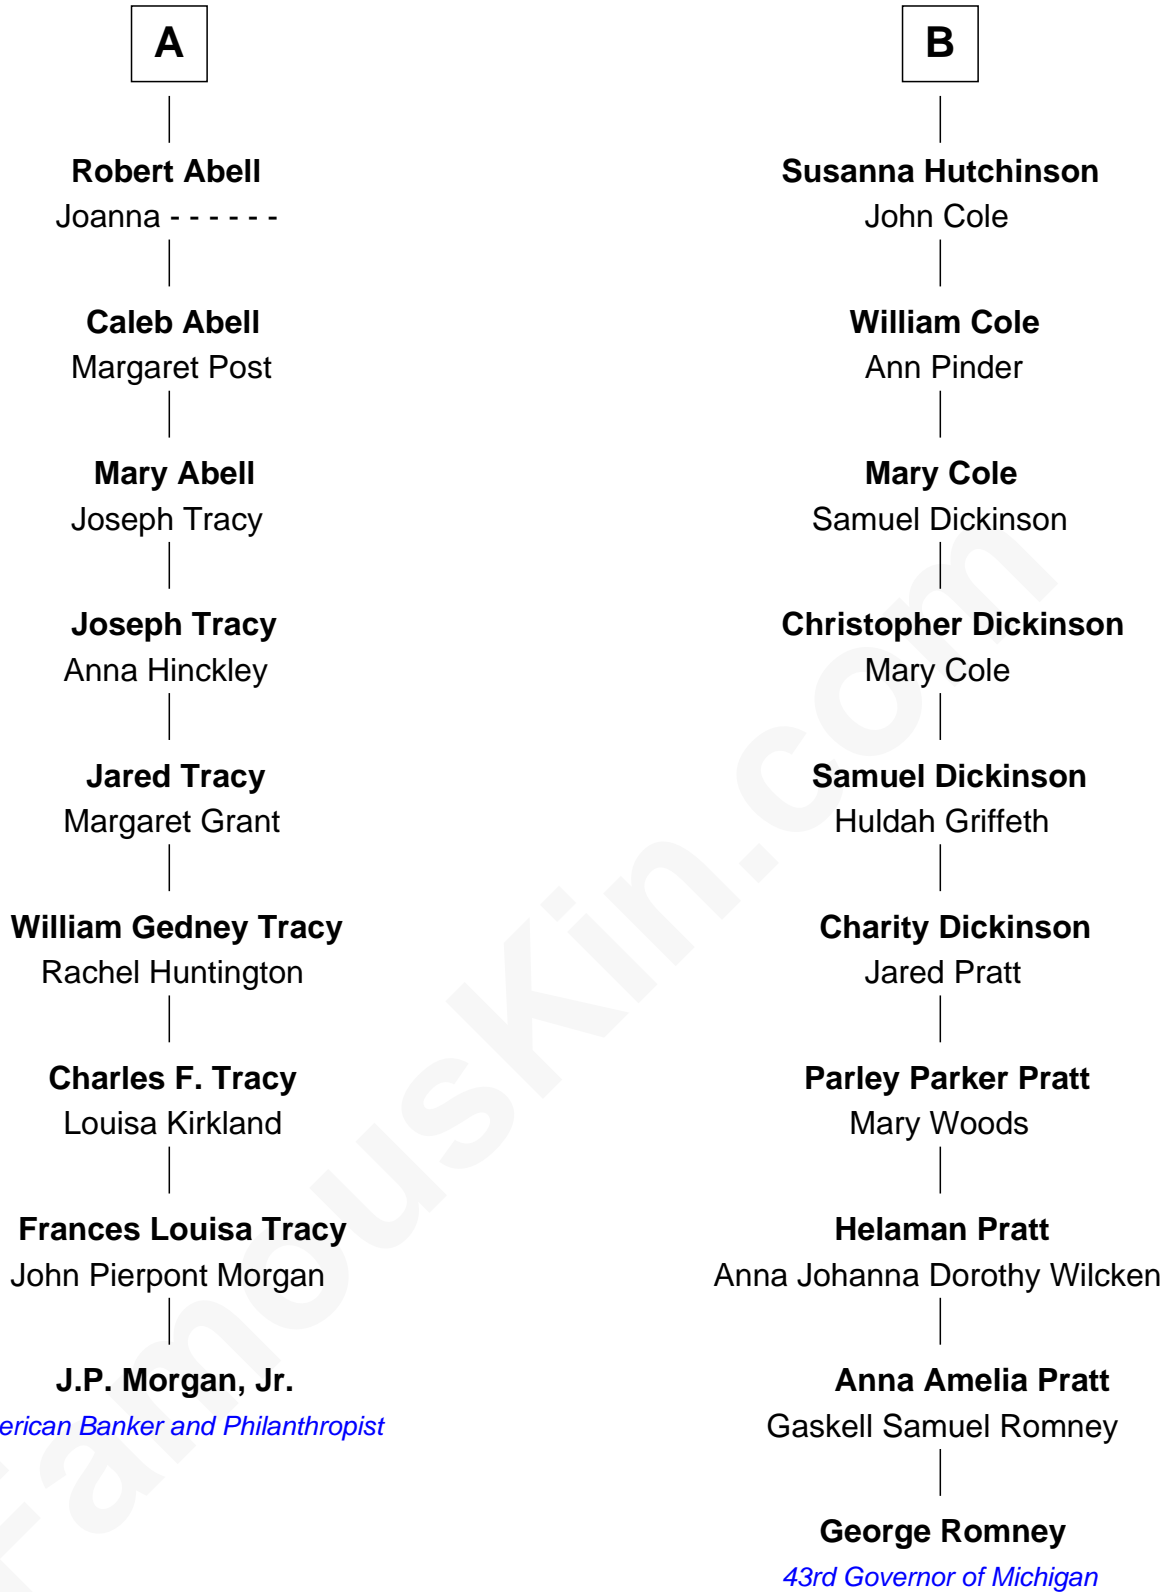 A
Robert Abell
Joanna - - - - - -
Caleb Abell
Margaret Post
Mary Abell
Joseph Tracy
Joseph Tracy
Anna Hinckley
Jared Tracy
Margaret Grant
William Gedney Tracy
Rachel Huntington
Charles F. Tracy
Louisa Kirkland
Frances Louisa Tracy
John Pierpont Morgan
J.P. Morgan, Jr.
erican Banker and Philanthropist
B
Susanna Hutchinson
John Cole
William Cole
Ann Pinder
Mary Cole
Samuel Dickinson
Christopher Dickinson
Mary Cole
Samuel Dickinson
Huldah Griffeth
Charity Dickinson
Jared Pratt
Parley Parker Pratt
Mary Woods
Helaman Pratt
Anna Johanna Dorothy Wilcken
Anna Amelia Pratt
Gaskell Samuel Romney
George Romney
43rd Governor of Michigan
FamousKin.com